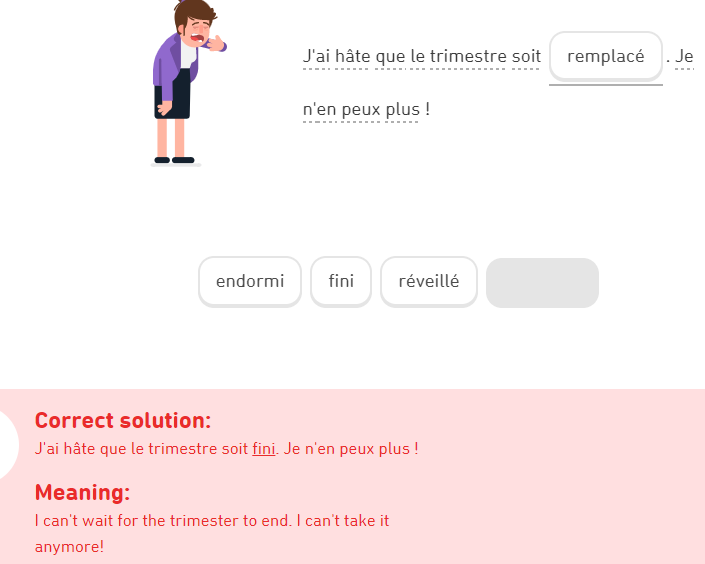 J'ai hâte que le trimestre soit remplacé. Je
n'en peux plus !
endormi fini réveillé
Correct solution:
J'ai hâte que le trimestre soit fini. Je n'en peux plus !
Meaning:
I can't wait for the trimester to end. I can't take it
anymore!